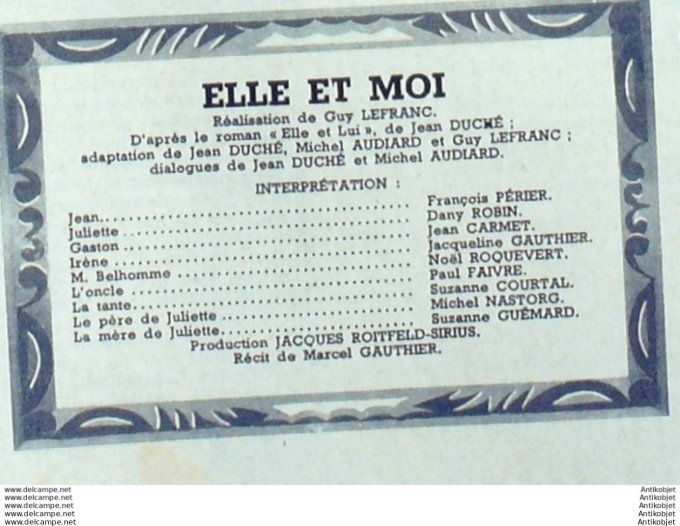 ELLE ET MOI
Réalisation de Guy LEFRANC.
D'après le roman « Elle et Lui », de Jean DUCHÉ ;
adaptation de Jean DUCHÉ, Michel AUDIARD et Guy LEFRANC ;
dialogues de Jean DUCHÉ et Michel AUDIARD.
INTERPRÉTATION :
Jean.......... François PÉRIER.
Juliette .......... Dany ROBIN.
Gaston .......... Jean CARMET.
Irène .......... Jacqueline GAUTHIER.
M. Belhomme .......... Noël ROQUEVERT.
L'oncle .......... Paul FAIVRE.
La tante.......... Suzanne COURTAL.
Le père de Juliette .......... Michel NASTORG.
La mère de Juliette.......... Suzanne GUÉMARD.
Production JACQUES ROITFELD-SIRIUS.
Récit de Marcel GAUTHIER.
www.delcampe.net Antikobjet
www.delcampe.net Antikobjet
www.delcampe.net Antikobjet
www.delcampe.net Antikobjet
www.delcampe.net Antikobjet